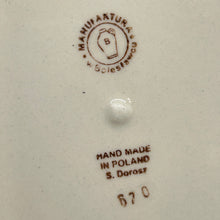 MANUFAKTURA
B
w Bolesławcu
HAND MADE
IN POLAND
S. Dorosz
670